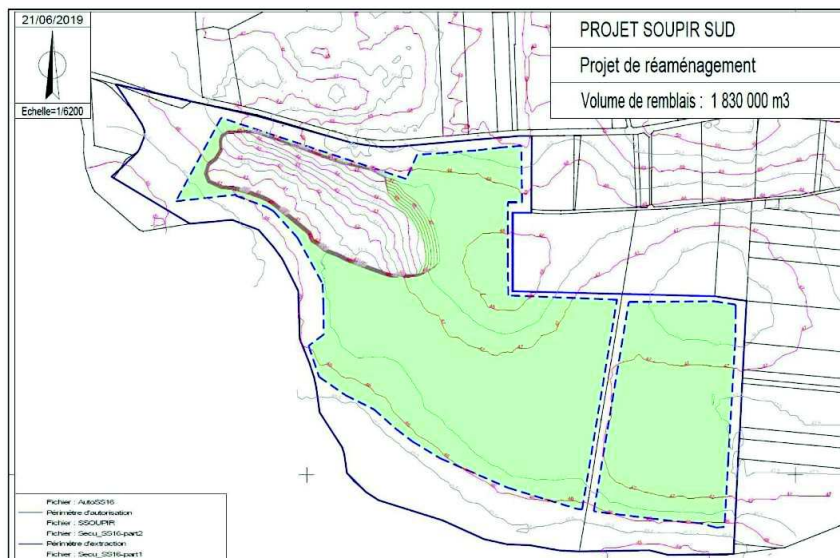 21/06/2019
Echelle=1/6200
PROJET SOUPIR SUD
Projet de réaménagement
Volume de remblais : 1 830 000 m3
Fichier : AutoSS16
Périmètre d'autorisation
Fichier : SSOUPIR
Fichier : Secu_SS16-part2
Périmètre d'extraction
Fichier : Secu_SS16-part1